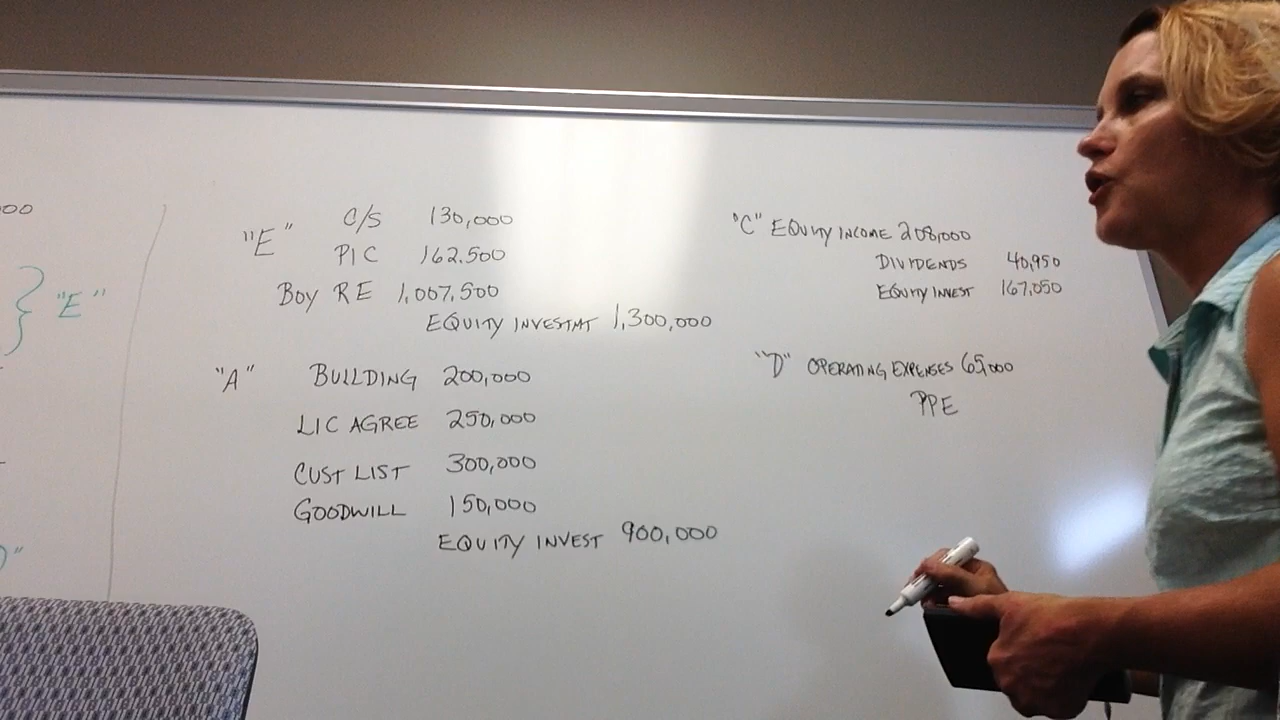 00
} "E"
"E" C/S 130,000
PIC 162.500
BOY RE 1,007,500
EQUITY INVESTMT 1,300,000
"A" BUILDING 200,000
LIC AGREE 250,000
CUST LIST 300,000
GOODWILL 150,000
EQUITY INVEST 900,000
"C" EQUITY INCOME 208,000
DIVIDENDS 40,950
EQUITY INVEST 167,050
"D" OPERATING EXPENSES 65,000
PPE